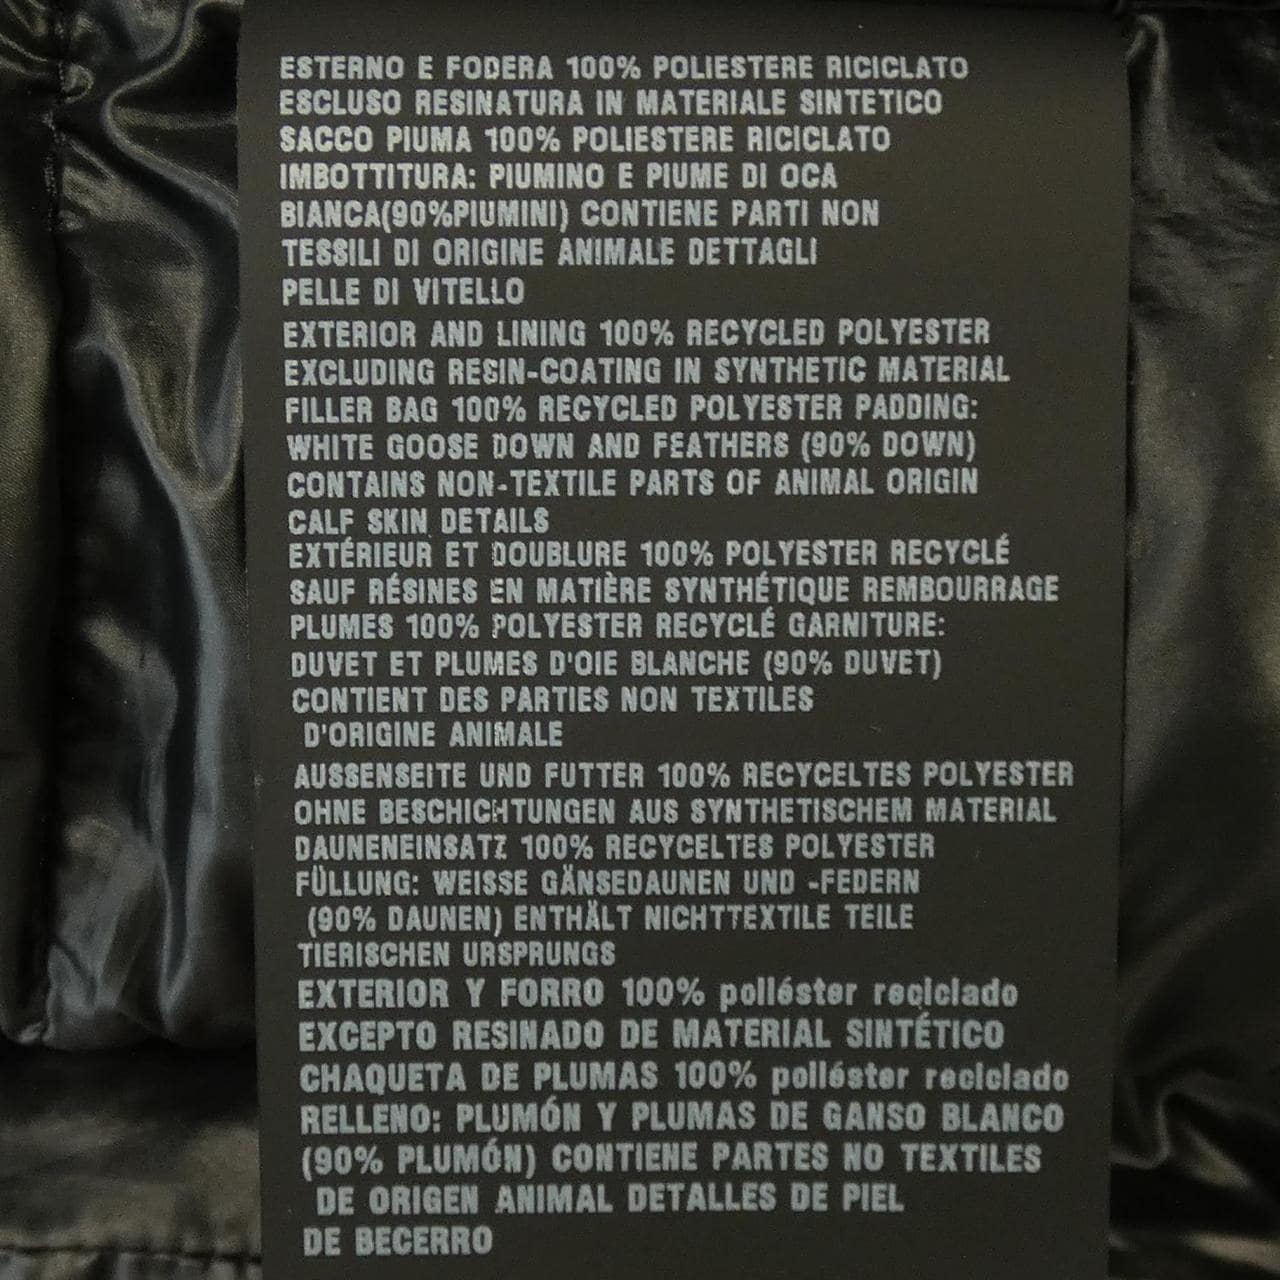 ESTERNO E FODERA 100% POLIESTERE RICICLATO
ESCLUSO RESINATURA IN MATERIALE SINTETICO
SACCO PIUMA 100% POLIESTERE RICICLATO
IMBOTTITURA: PIUMINO E PIUME DI OCA
BIANCA(90%PIUMINI) CONTIENE PARTI NON
TESSILI DI ORIGINE ANIMALE DETTAGLI
PELLE DI VITELLO
EXTERIOR AND LINING 100% RECYCLED POLYESTER
EXCLUDING RESIN-COATING IN SYNTHETIC MATERIAL
FILLER BAG 100% RECYCLED POLYESTER PADDING:
WHITE GOOSE DOWN AND FEATHERS (90% DOWN)
CONTAINS NON-TEXTILE PARTS OF ANIMAL ORIGIN
CALF SKIN DETAILS
EXTÉRIEUR ET DOUBLURE 100% POLYESTER RECYCLÉ
SAUF RÉSINES EN MATIÈRE SYNTHÉTIQUE REMBOURRAGE
PLUMES 100% POLYESTER RECYCLÉ GARNITURE:
DUVET ET PLUMES D'OIE BLANCHE (90% DUVET)
CONTIENT DES PARTIES NON TEXTILES
D'ORIGINE ANIMALE
AUSSENSEITE UND FUTTER 100% RECYCELTES POLYESTER
OHNE BESCHICHTUNGEN AUS SYNTHETISCHEM MATERIAL
DAUNENEINSATZ 100% RECYCELTES POLYESTER
FÜLLUNG: WEISSE GÄNSEDAUNEN UND -FEDERN
(90% DAUNEN) ENTHÄLT NICHTTEXTILE TEILE
TIERISCHEN URSPRUNGS
EXTERIOR Y FORRO 100% poliéster reciclado
EXCEPTO RESINADO DE MATERIAL SINTÉTICO
CHAQUETA DE PLUMAS 100% poliéster reciclado
RELLENO: PLUMÓN Y PLUMAS DE GANSO BLANCO
(90% PLUMÓN) CONTIENE PARTES NO TEXTILES
DE ORIGEN ANIMAL DETALLES DE PIEL
DE BECERRO